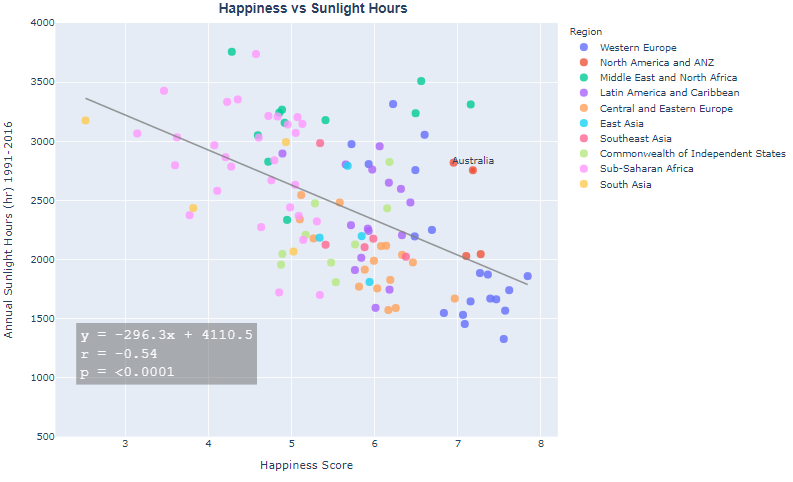 Happiness vs Sunlight Hours
Annual Sunlight Hours (hr) 1991-2016
4000
3500
3000
2500
2000
1500
1000
500
Australia
y = −296.3x + 4110.5
r = −0.54
p = <0.0001
3 4 5 6 7 8
Happiness Score
Region
Western Europe
North America and ANZ
Middle East and North Africa
Latin America and Caribbean
Central and Eastern Europe
East Asia
Southeast Asia
Commonwealth of Independent States
Sub-Saharan Africa
South Asia